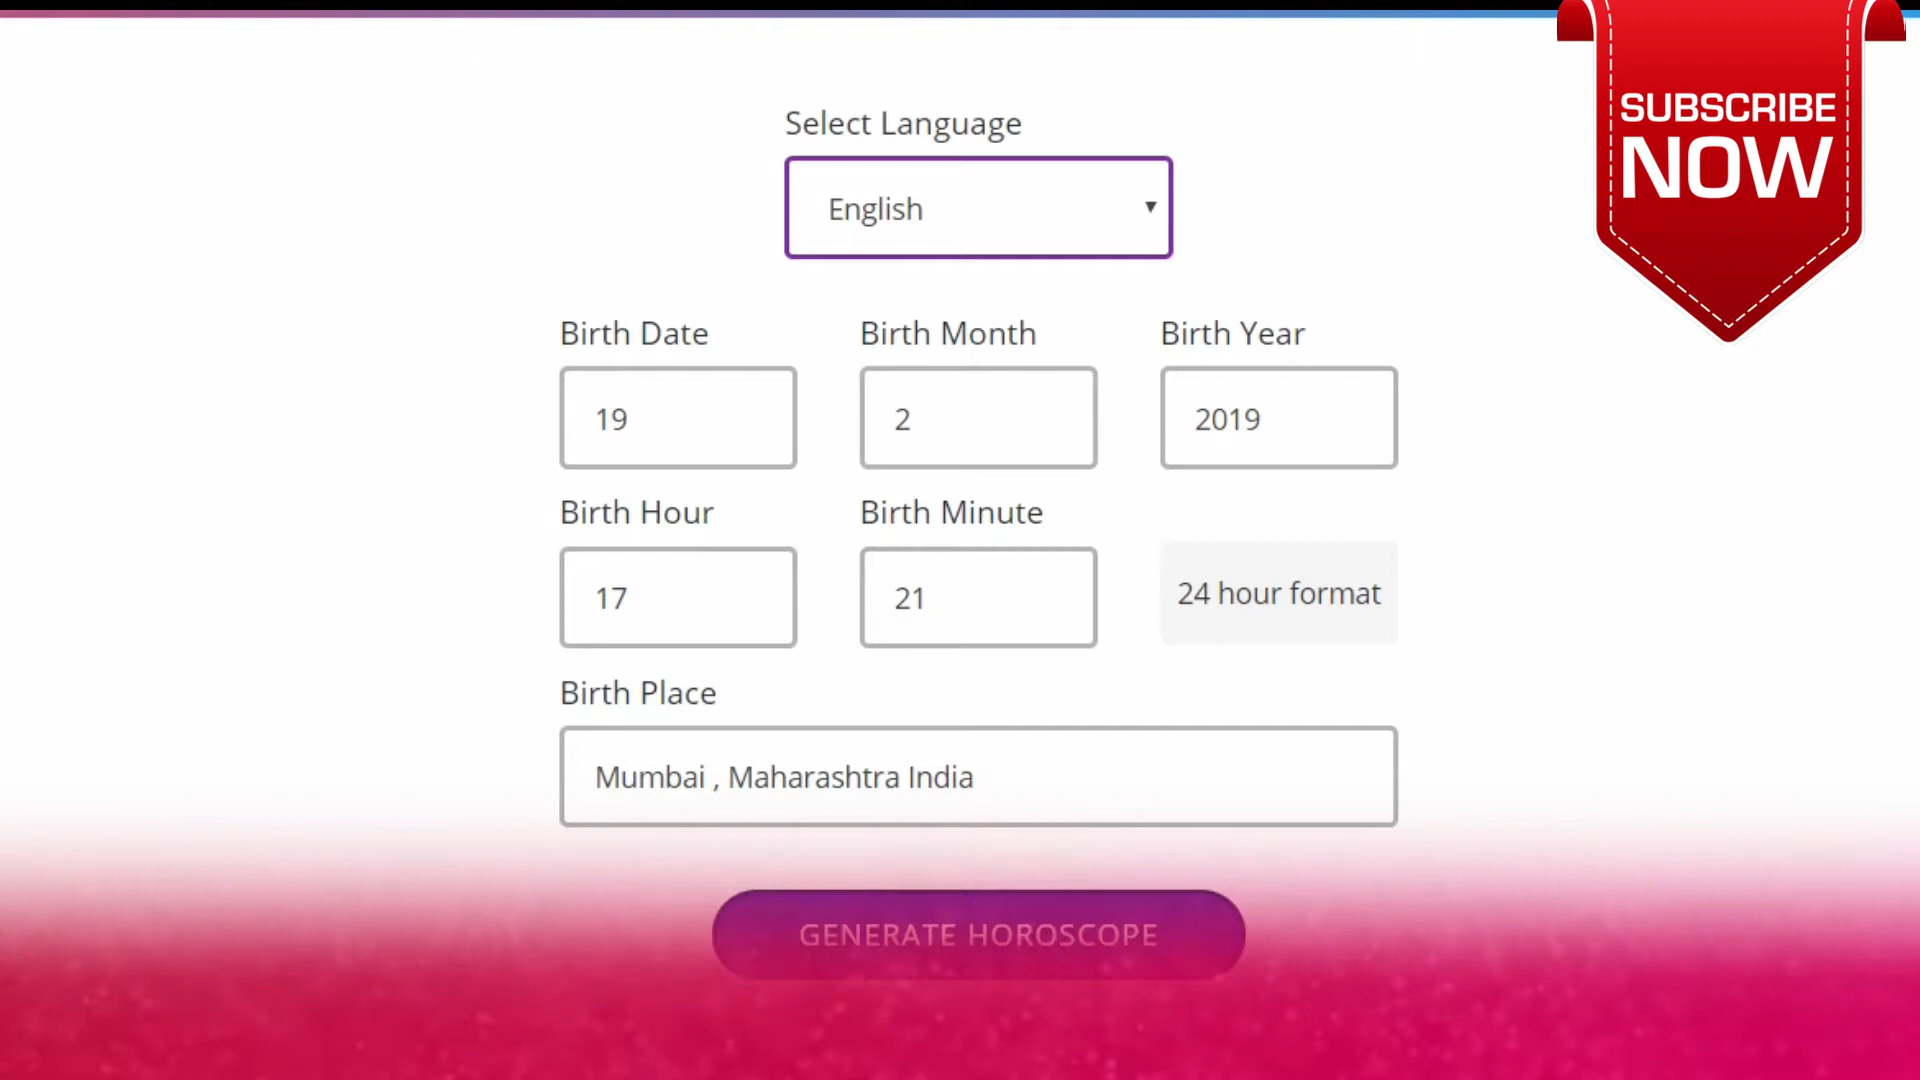 SUBSCRIBE
NOW
Select Language
English
Birth Date Birth Month Birth Year
19 2 2019
Birth Hour Birth Minute
17 21 24 hour format
Birth Place
Mumbai , Maharashtra India
GENERATE HOROSCOPE